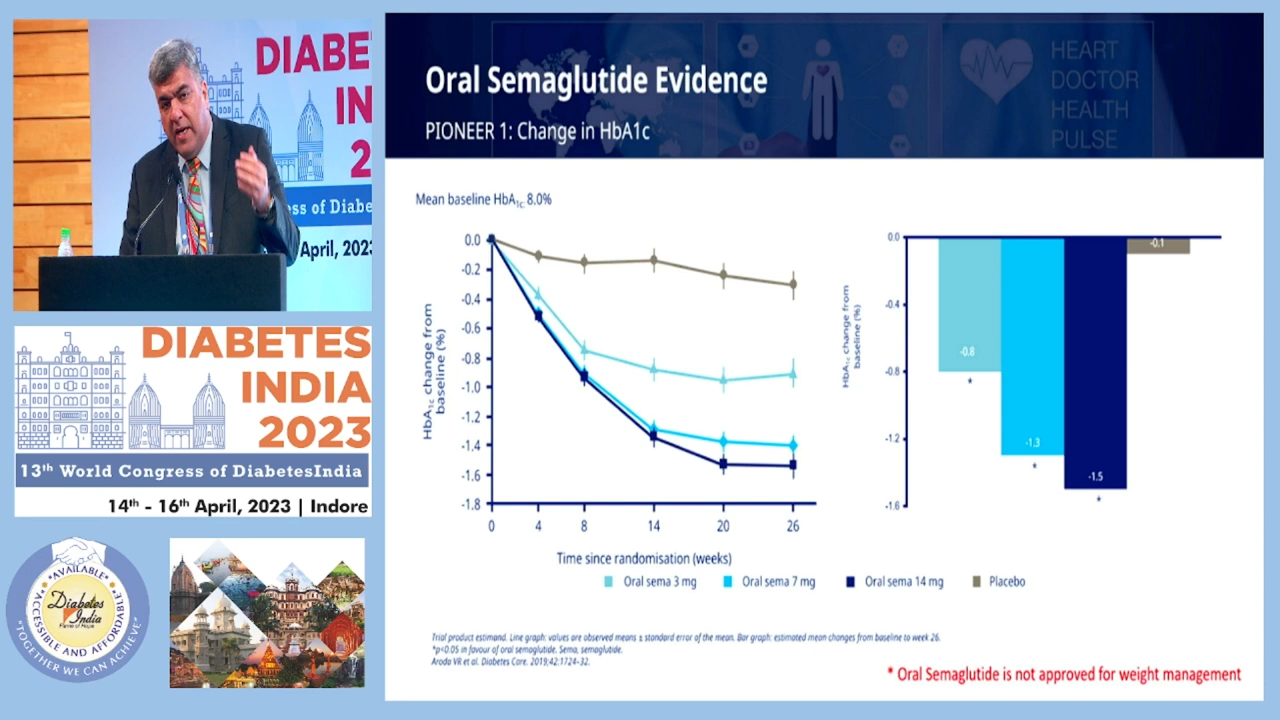 DIABE
IN
2
ss of Diabe
April, 2023
DIABETES
INDIA
2023
13th World Congress of DiabetesIndia
14th - 16th April, 2023 | Indore
*AVAILABLE*
*ACCESSIBLE AND AFFORDABLE*
Diabetes
India
"TOGETHER WE CAN ACHIEVE"
HEART
DOCTOR
HEALTH
PULSE
Oral Semaglutide Evidence
PIONEER 1: Change in HbA1c
Mean baseline HbA1c 8.0%
HbA1c change from
baseline (%)
0.0
-0.2
-0.4
-0.6
-0.8
-1.0
-1.2
-1.4
-1.6
-1.8
0 4 8 14 20 26
Time since randomisation (weeks)
HbA1c change from
baseline (%)
0.0
-0.4
-0.8
-1.2
-1.6
-0.8
*
-1.3
*
-1.5
*
-0.1
Oral sema 3 mg Oral sema 7 mg Oral sema 14 mg Placebo
Trial product estimand. Line graph: values are observed means ± standard error of the mean. Bar graph: estimated mean changes from baseline to week 26.
*p<0.05 in favour of oral semaglutide. Sema, semaglutide.
Aroda VR et al. Diabetes Care. 2019;42:1724–32.
* Oral Semaglutide is not approved for weight management